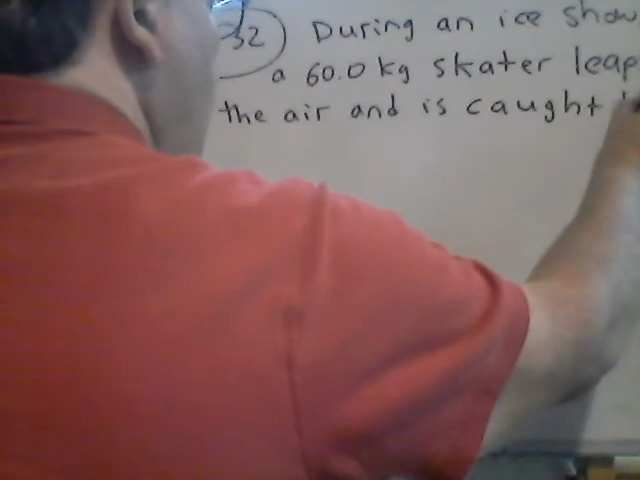 32 During an ice show
a 60.0 kg skater leap
the air and is caught